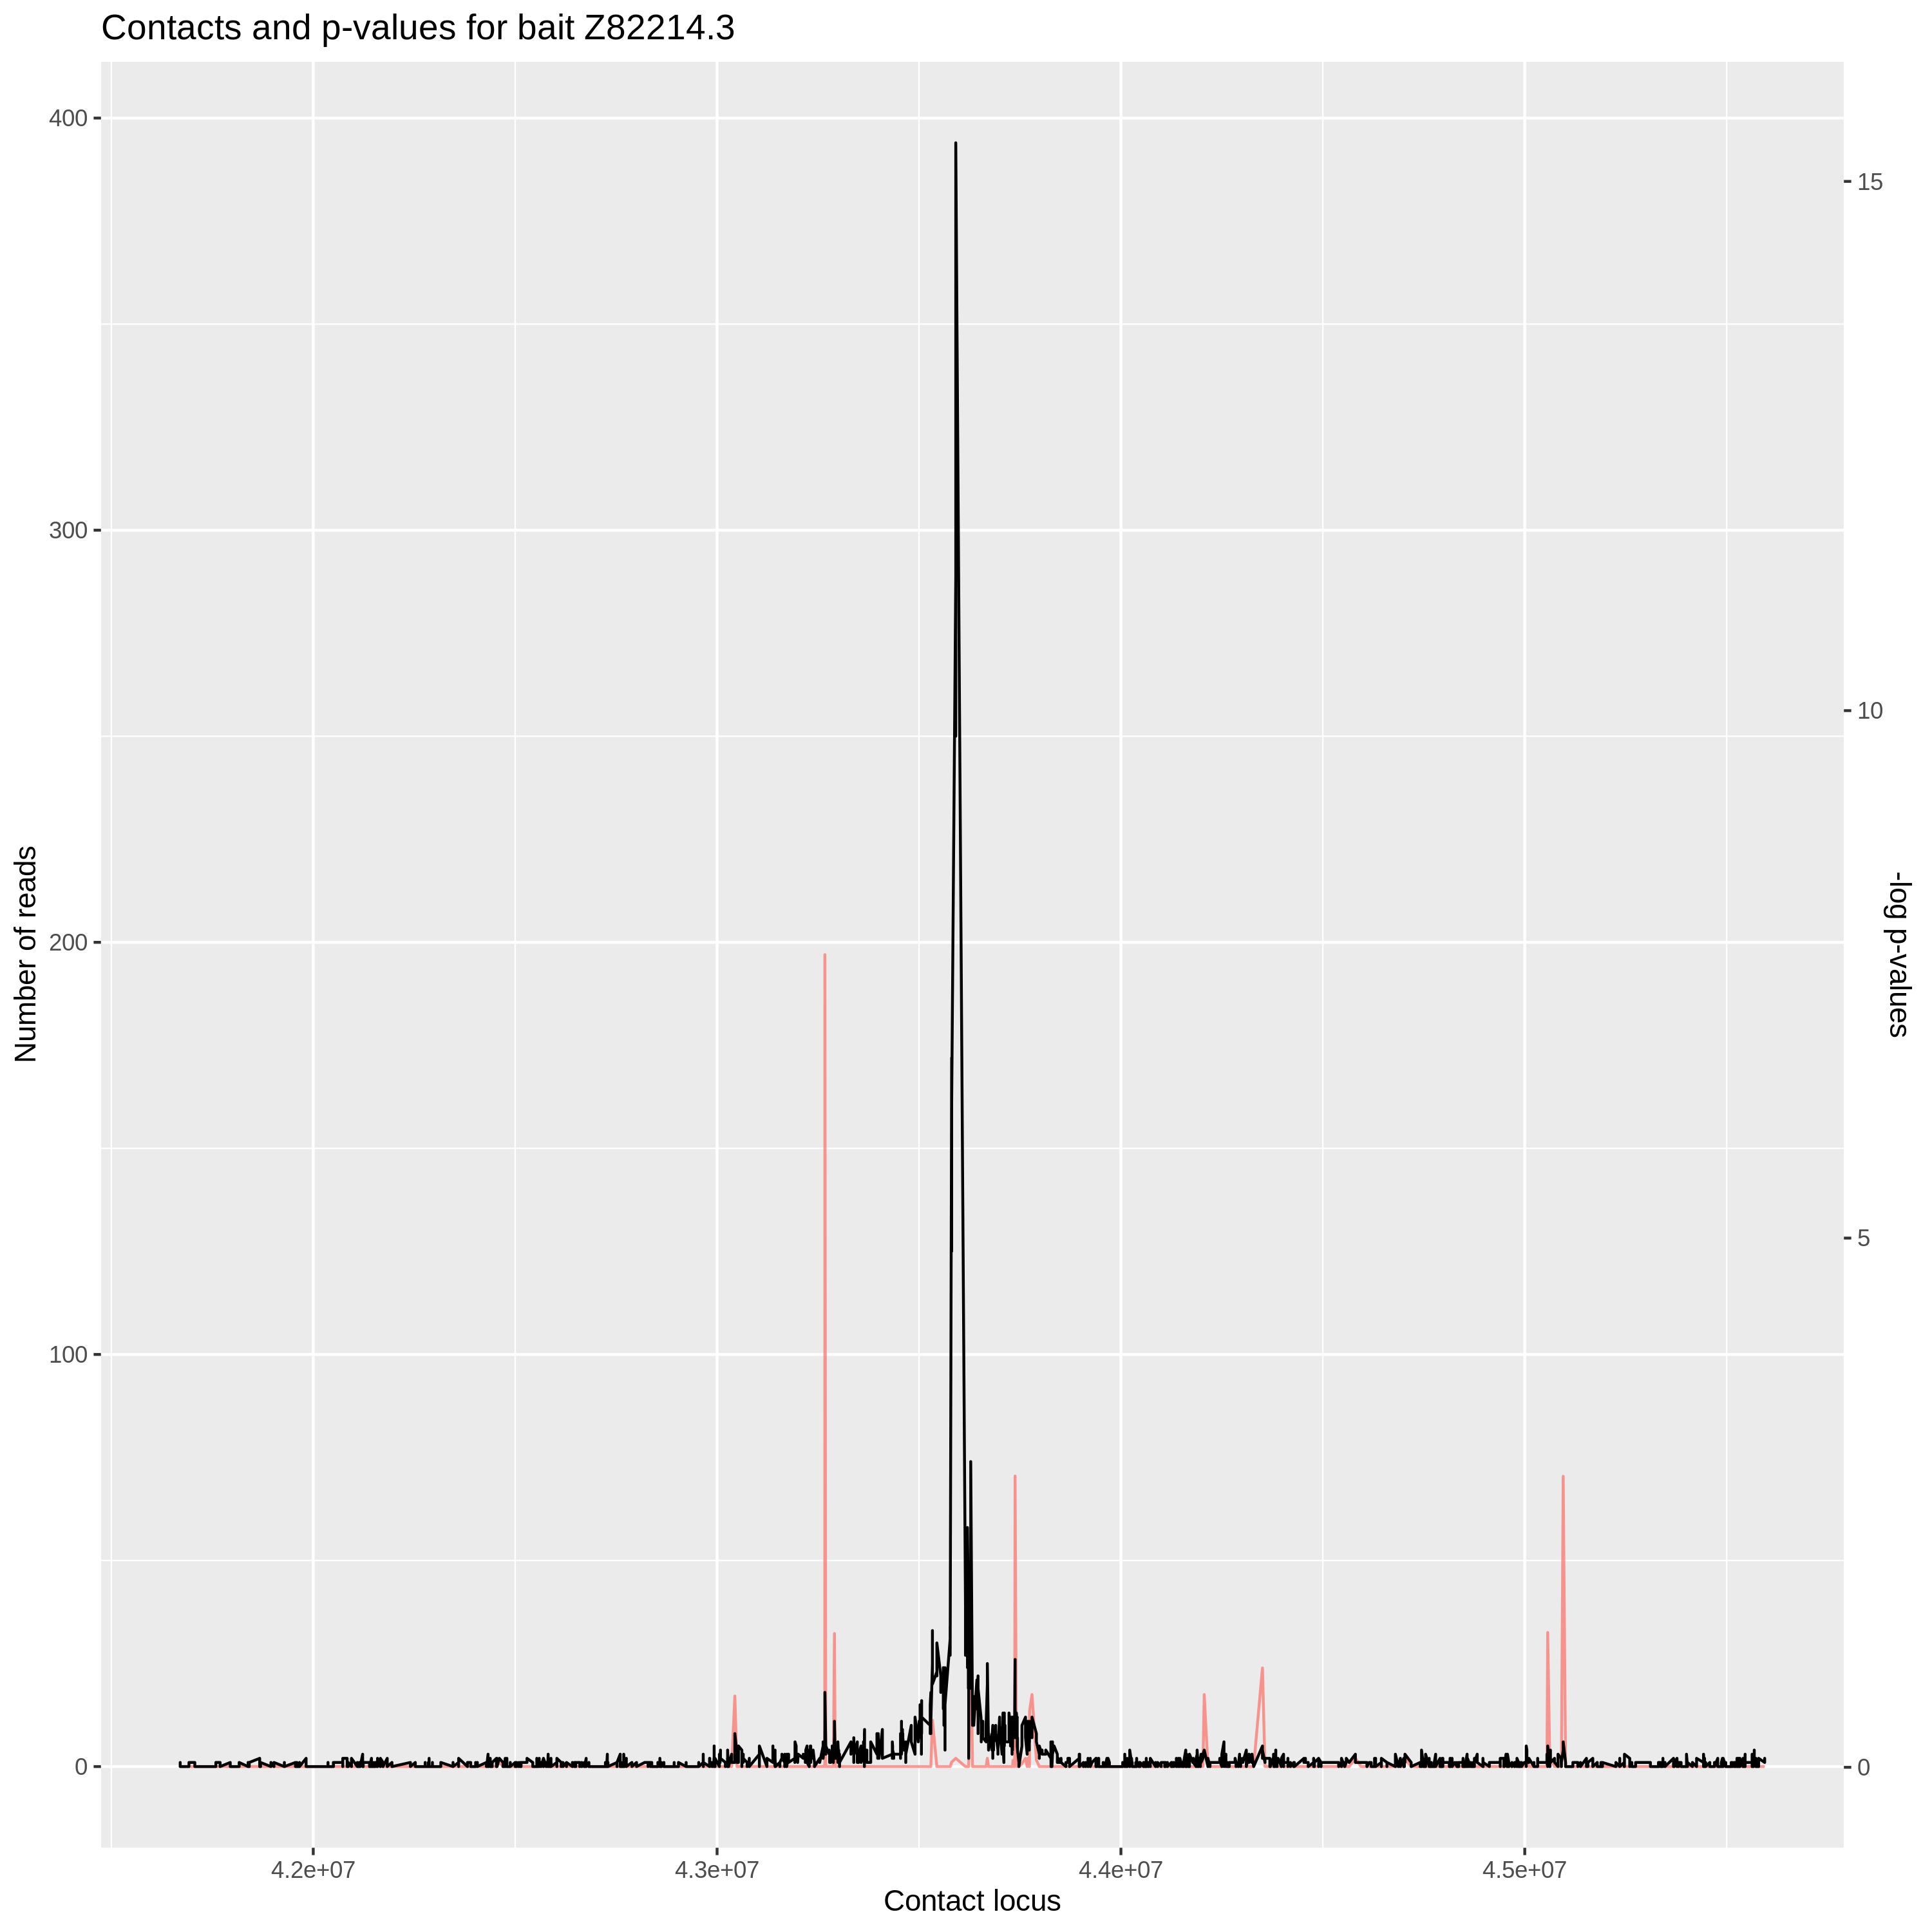 Contacts and p-values for bait Z82214.3
400
300
200
100
0
Number of reads
15
10
5
0
-log p-values
4.2e+07
4.3e+07
4.4e+07
4.5e+07
Contact locus